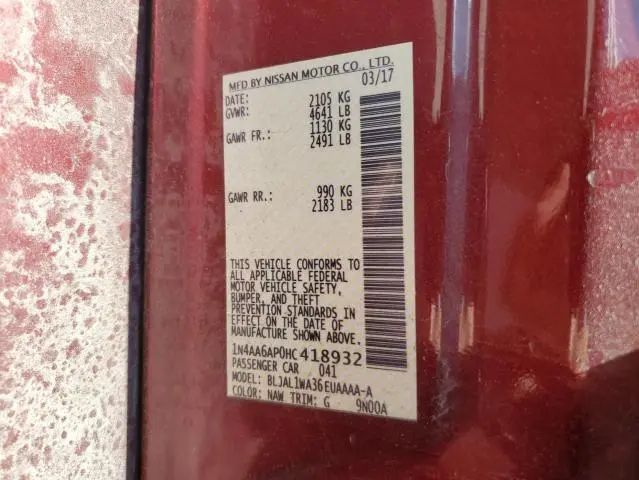 MFD BY NISSAN MOTOR CO., LTD.
DATE: 03/17
GVWR: 2105 KG
4641 LB
GAWR FR.: 1130 KG
2491 LB
GAWR RR.: 990 KG
2183 LB
THIS VEHICLE CONFORMS TO
ALL APPLICABLE FEDERAL
MOTOR VEHICLE SAFETY,
BUMPER, AND THEFT
PREVENTION STANDARDS IN
EFFECT ON THE DATE OF
MANUFACTURE SHOWN ABOVE.
1N4AA6AP0HC418932
PASSENGER CAR 041
MODEL: BLJAL1WA36EUAAAA-A
COLOR: NAW TRIM: G 9N00A